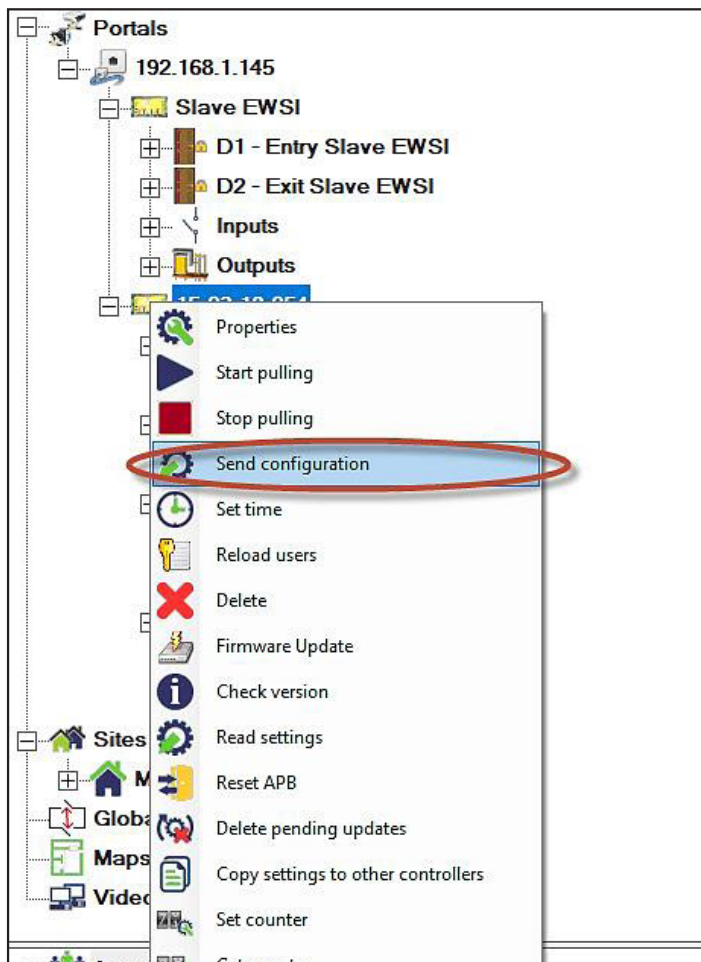 Portals
192.168.1.145
Slave EWSI
D1 - Entry Slave EWSI
D2 - Exit Slave EWSI
Inputs
Outputs
Properties
Start pulling
Stop pulling
Send configuration
Set time
Reload users
Delete
Firmware Update
Check version
Sites
Read settings
Reset APB
Delete pending updates
Maps
Copy settings to other controllers
Set counter